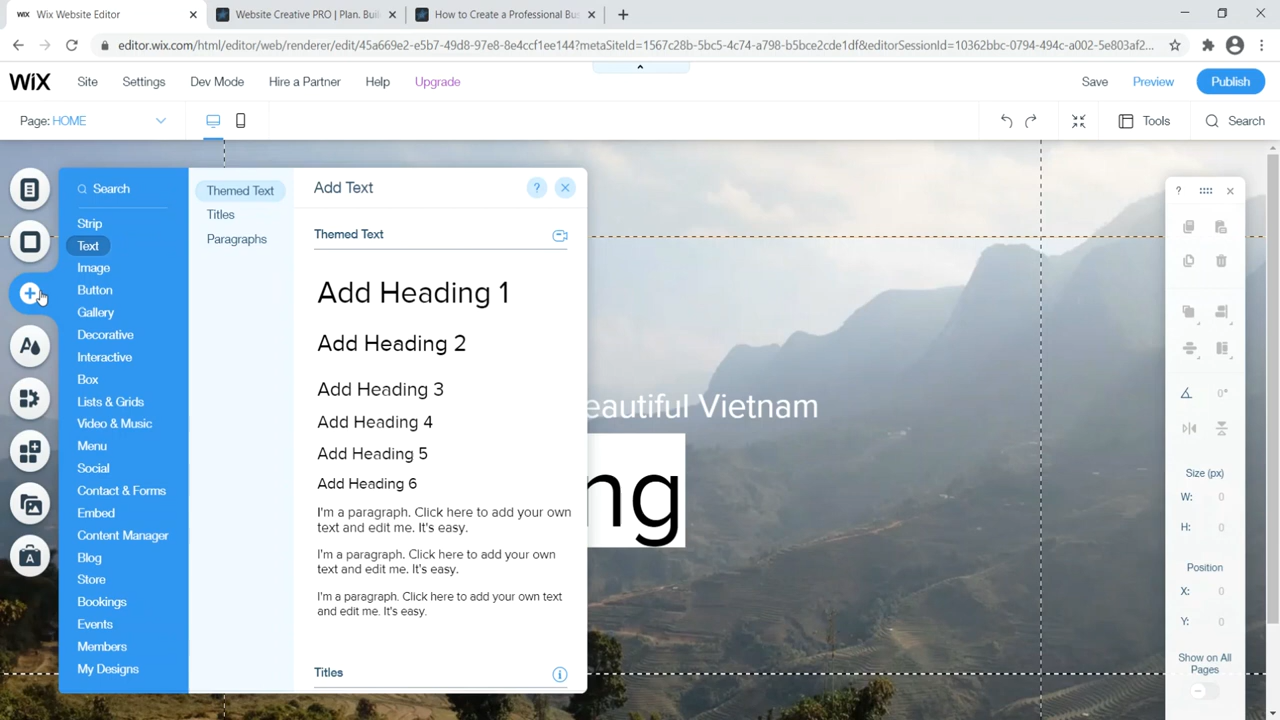 WiX Wix Website Editor
Website Creative PRO | Plan. Buil
How to Create a Professional Bus
editor.wix.com/html/editor/web/renderer/edit/45a669e2-e5b7-49d8-97e8-8e4ccf1ee144?metaSiteId=1567c28b-5bc5-4c74-a798-b5bce2cde1df&editorSessionId=10362bbc-0794-494c-a002-5e803af2...
WiX Site Settings Dev Mode Hire a Partner Help Upgrade Save Preview Publish
Page: HOME Tools Search
Search
Strip
Text
Image
Button
Gallery
Decorative
Interactive
Box
Lists & Grids
Video & Music
Menu
Social
Contact & Forms
Embed
Content Manager
Blog
Store
Bookings
Events
Members
My Designs
Themed Text
Titles
Paragraphs
Add Text ?
Themed Text
Add Heading 1
Add Heading 2
Add Heading 3
Add Heading 4
Add Heading 5
Add Heading 6
I'm a paragraph. Click here to add your own
text and edit me. It's easy.
I'm a paragraph. Click here to add your own
text and edit me. It's easy.
I'm a paragraph. Click here to add your own text
and edit me. It's easy.
Titles
eautiful Vietnam
ng
?
0°
Size (px)
W: 0
H: 0
Position
X: 0
Y: 0
Show on All
Pages